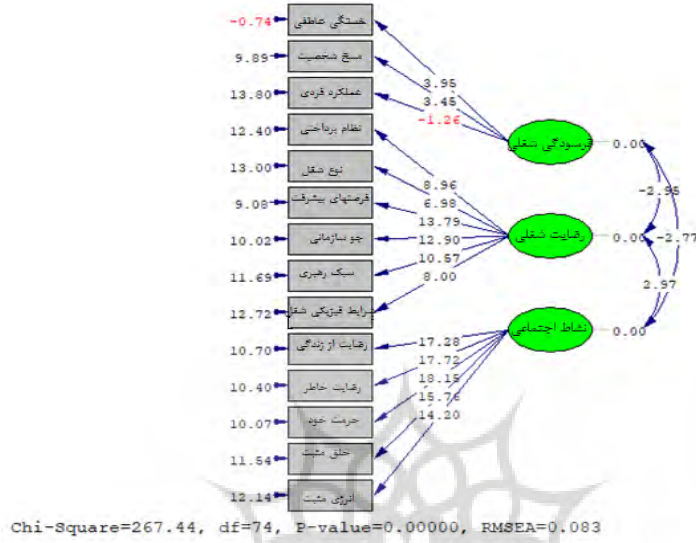 -0.74
خستگی عاطفی
9.89
مسخ شخصیت
13.80
عملکرد فردی
12.40
نظام پرداختی
13.00
نوع شغل
9.08
فرصتهای پیشرفت
10.02
جو سازمانی
11.69
سبک رهبری
12.72
شرایط فیزیکی شغل
10.70
رضایت از زندگی
10.40
رضایت خاطر
10.07
حرمت خود
11.54
خلق مثبت
12.14
انرژی مثبت
3.95
3.45
-1.26
8.96
6.98
13.79
12.90
10.57
8.00
17.28
17.72
18.15
15.76
14.20
فرسودگی شغلی
0.00
رضایت شغلی
0.00
نشاط اجتماعی
0.00
-2.95
-2.77
2.97
Chi-Square=267.44, df=74, P-value=0.00000, RMSEA=0.083